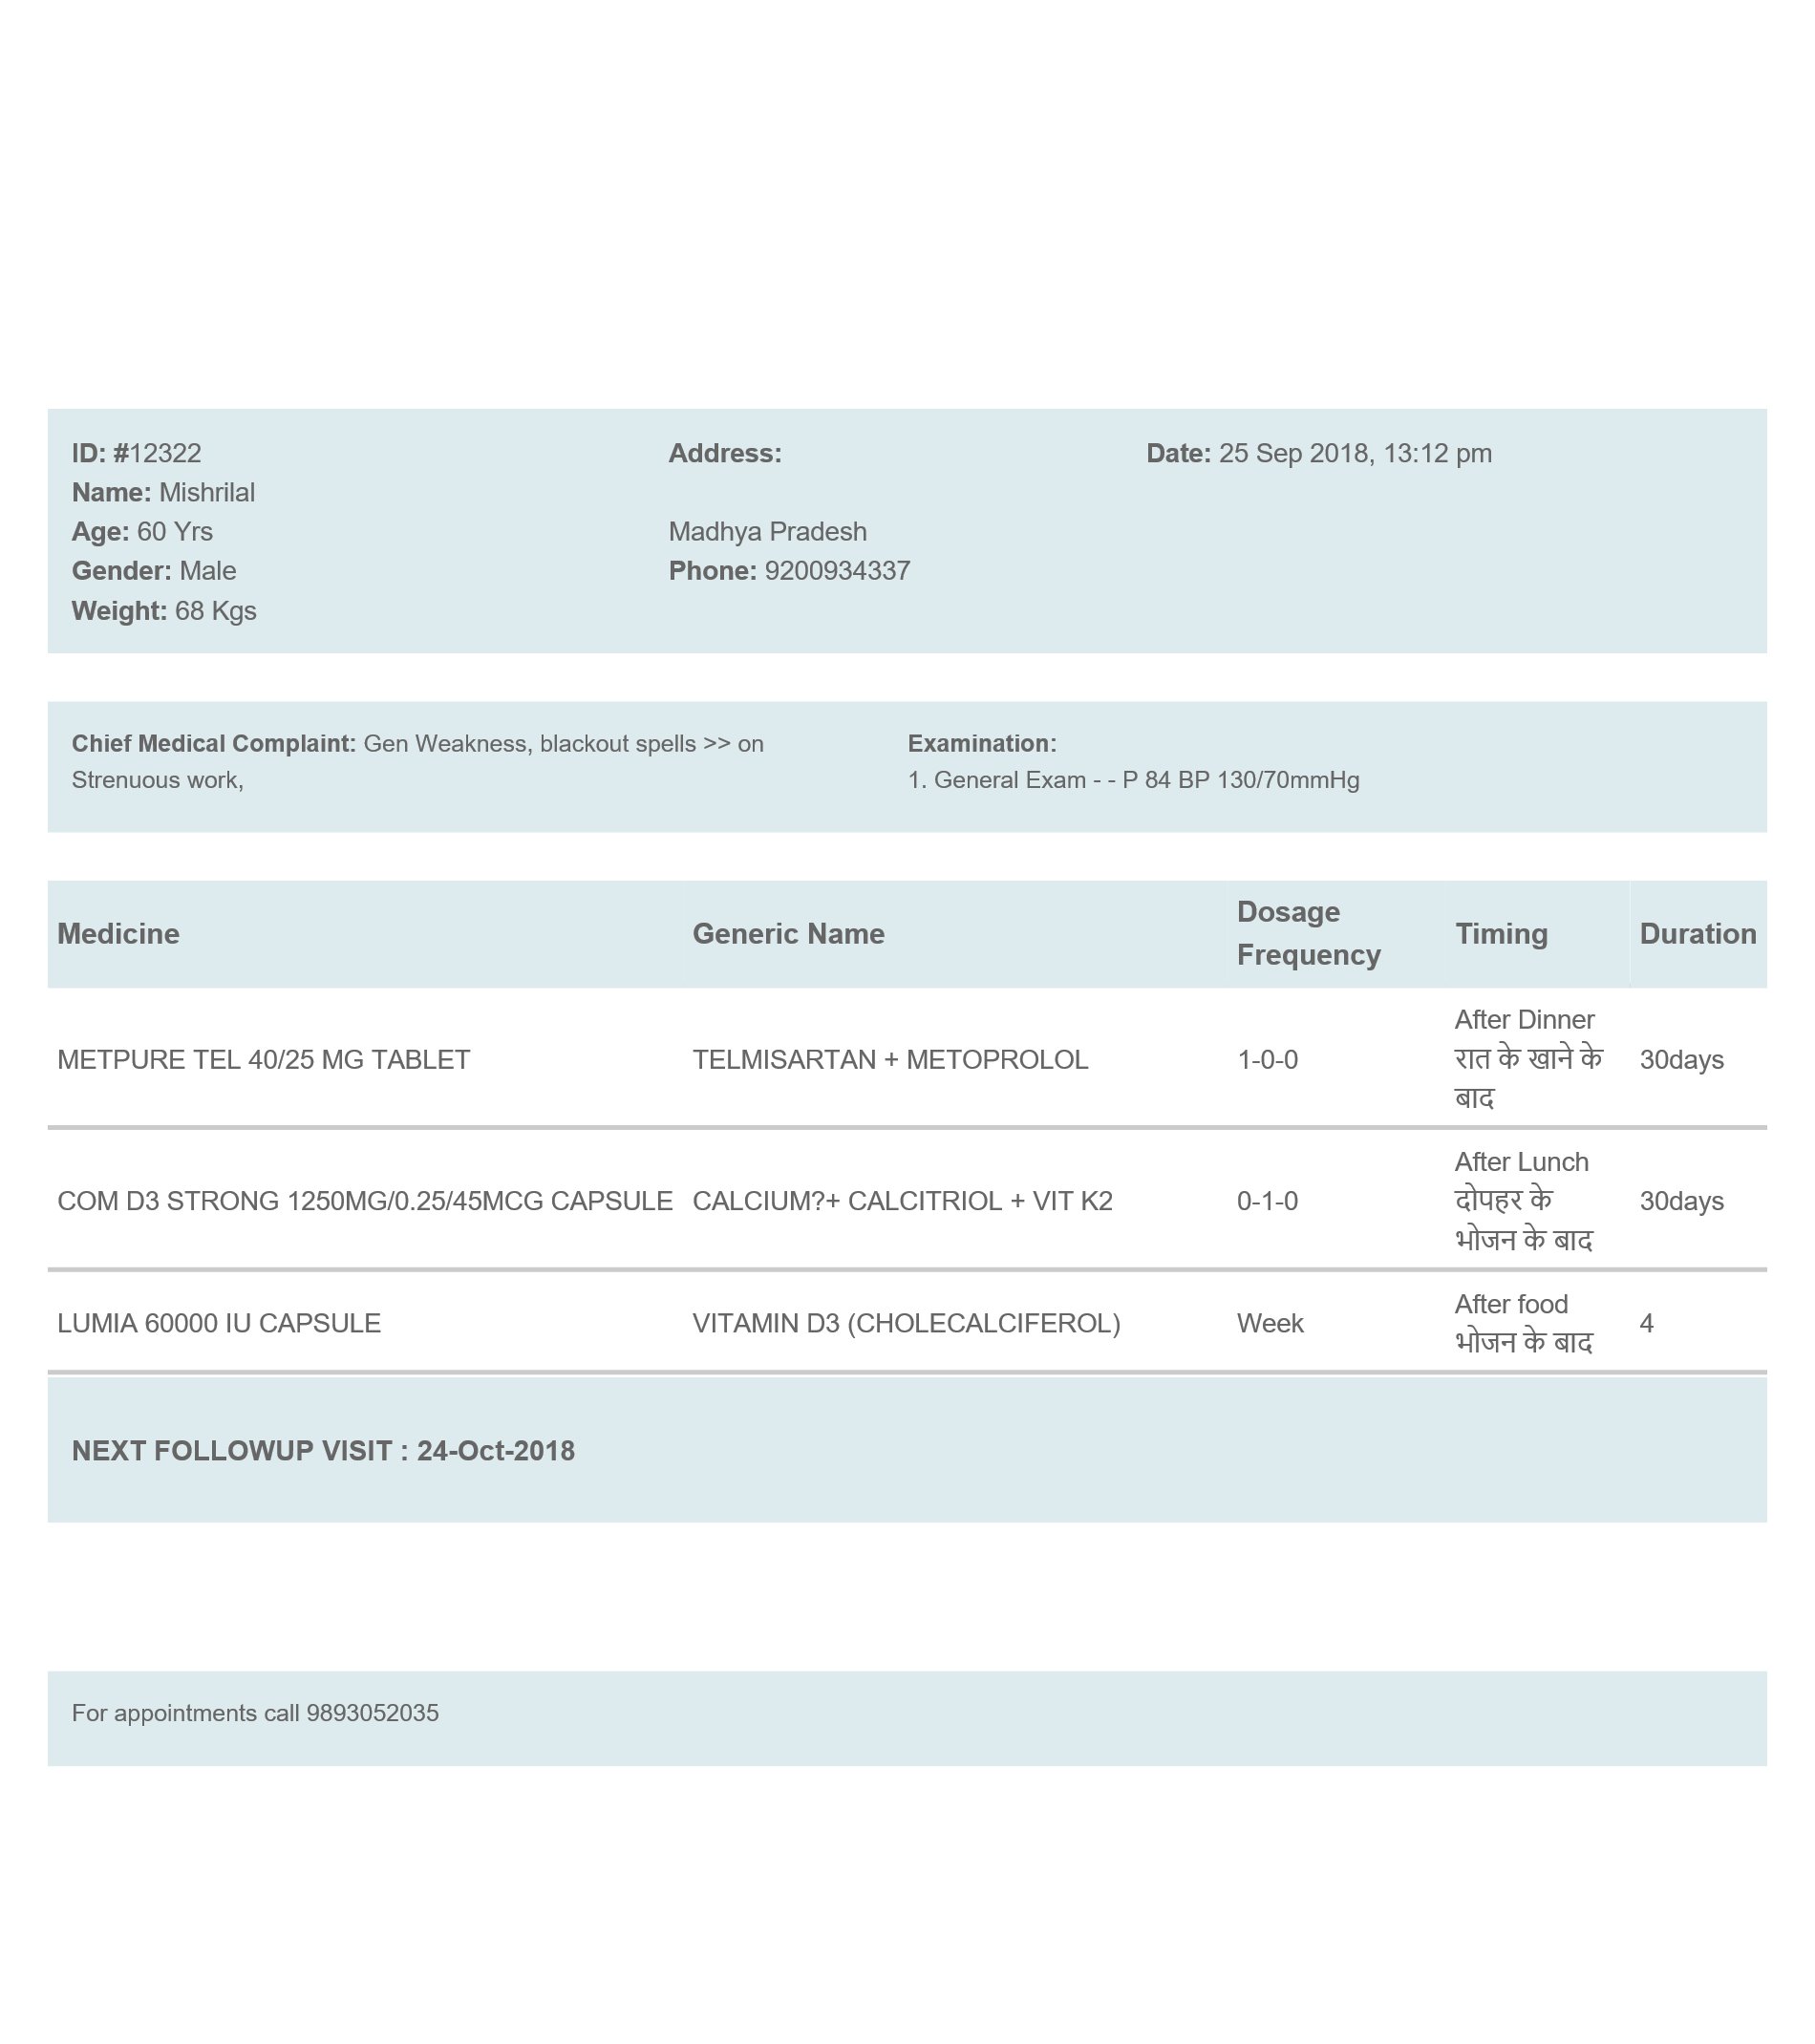 ID: #12322
Name: Mishrilal
Age: 60 Yrs
Gender: Male
Weight: 68 Kgs
Address:
Madhya Pradesh
Phone: 9200934337
Date: 25 Sep 2018, 13:12 pm
Chief Medical Complaint: Gen Weakness, blackout spells >> on
Strenuous work,
Examination:
1. General Exam - - P 84 BP 130/70mmHg
Medicine Generic Name Dosage Frequency Timing Duration
METPURE TEL 40/25 MG TABLET TELMISARTAN + METOPROLOL 1-0-0 After Dinner रात के खाने के बाद 30days
COM D3 STRONG 1250MG/0.25/45MCG CAPSULE CALCIUM?+ CALCITRIOL + VIT K2 0-1-0 After Lunch दोपहर के भोजन के बाद 30days
LUMIA 60000 IU CAPSULE VITAMIN D3 (CHOLECALCIFEROL) Week After food भोजन के बाद 4
NEXT FOLLOWUP VISIT : 24-Oct-2018
For appointments call 9893052035